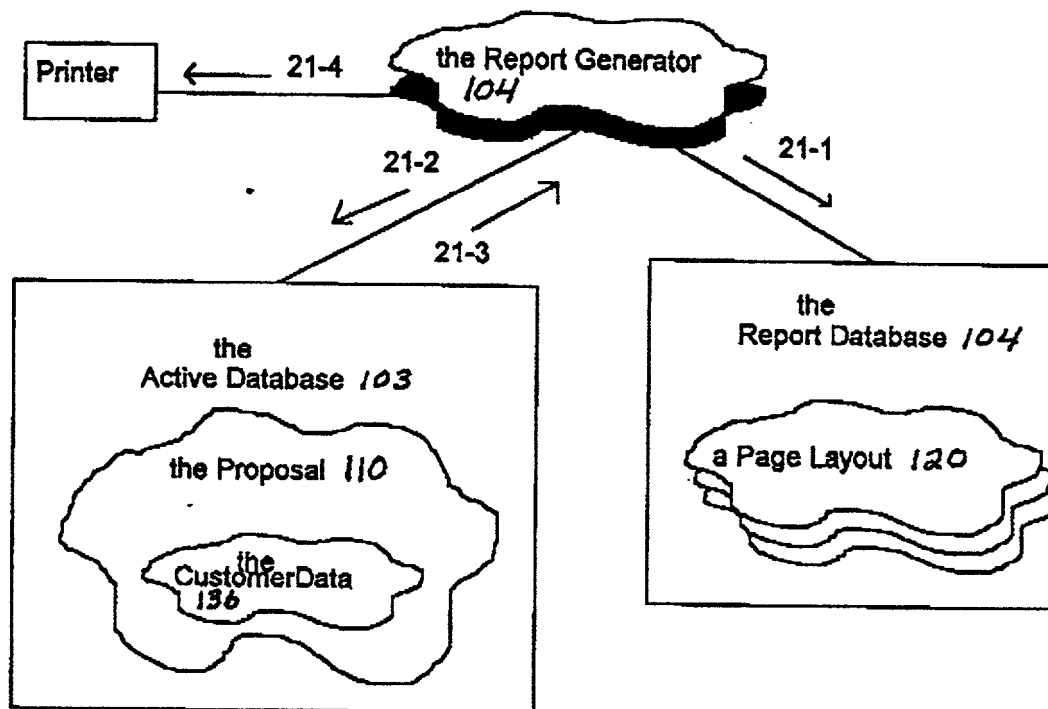 Printer
21-4
the Report Generator
104
21-2
21-1
21-3
the
Active Database 103
the
Report Database 104
the Proposal 110
a Page Layout 120
the
CustomerData
136